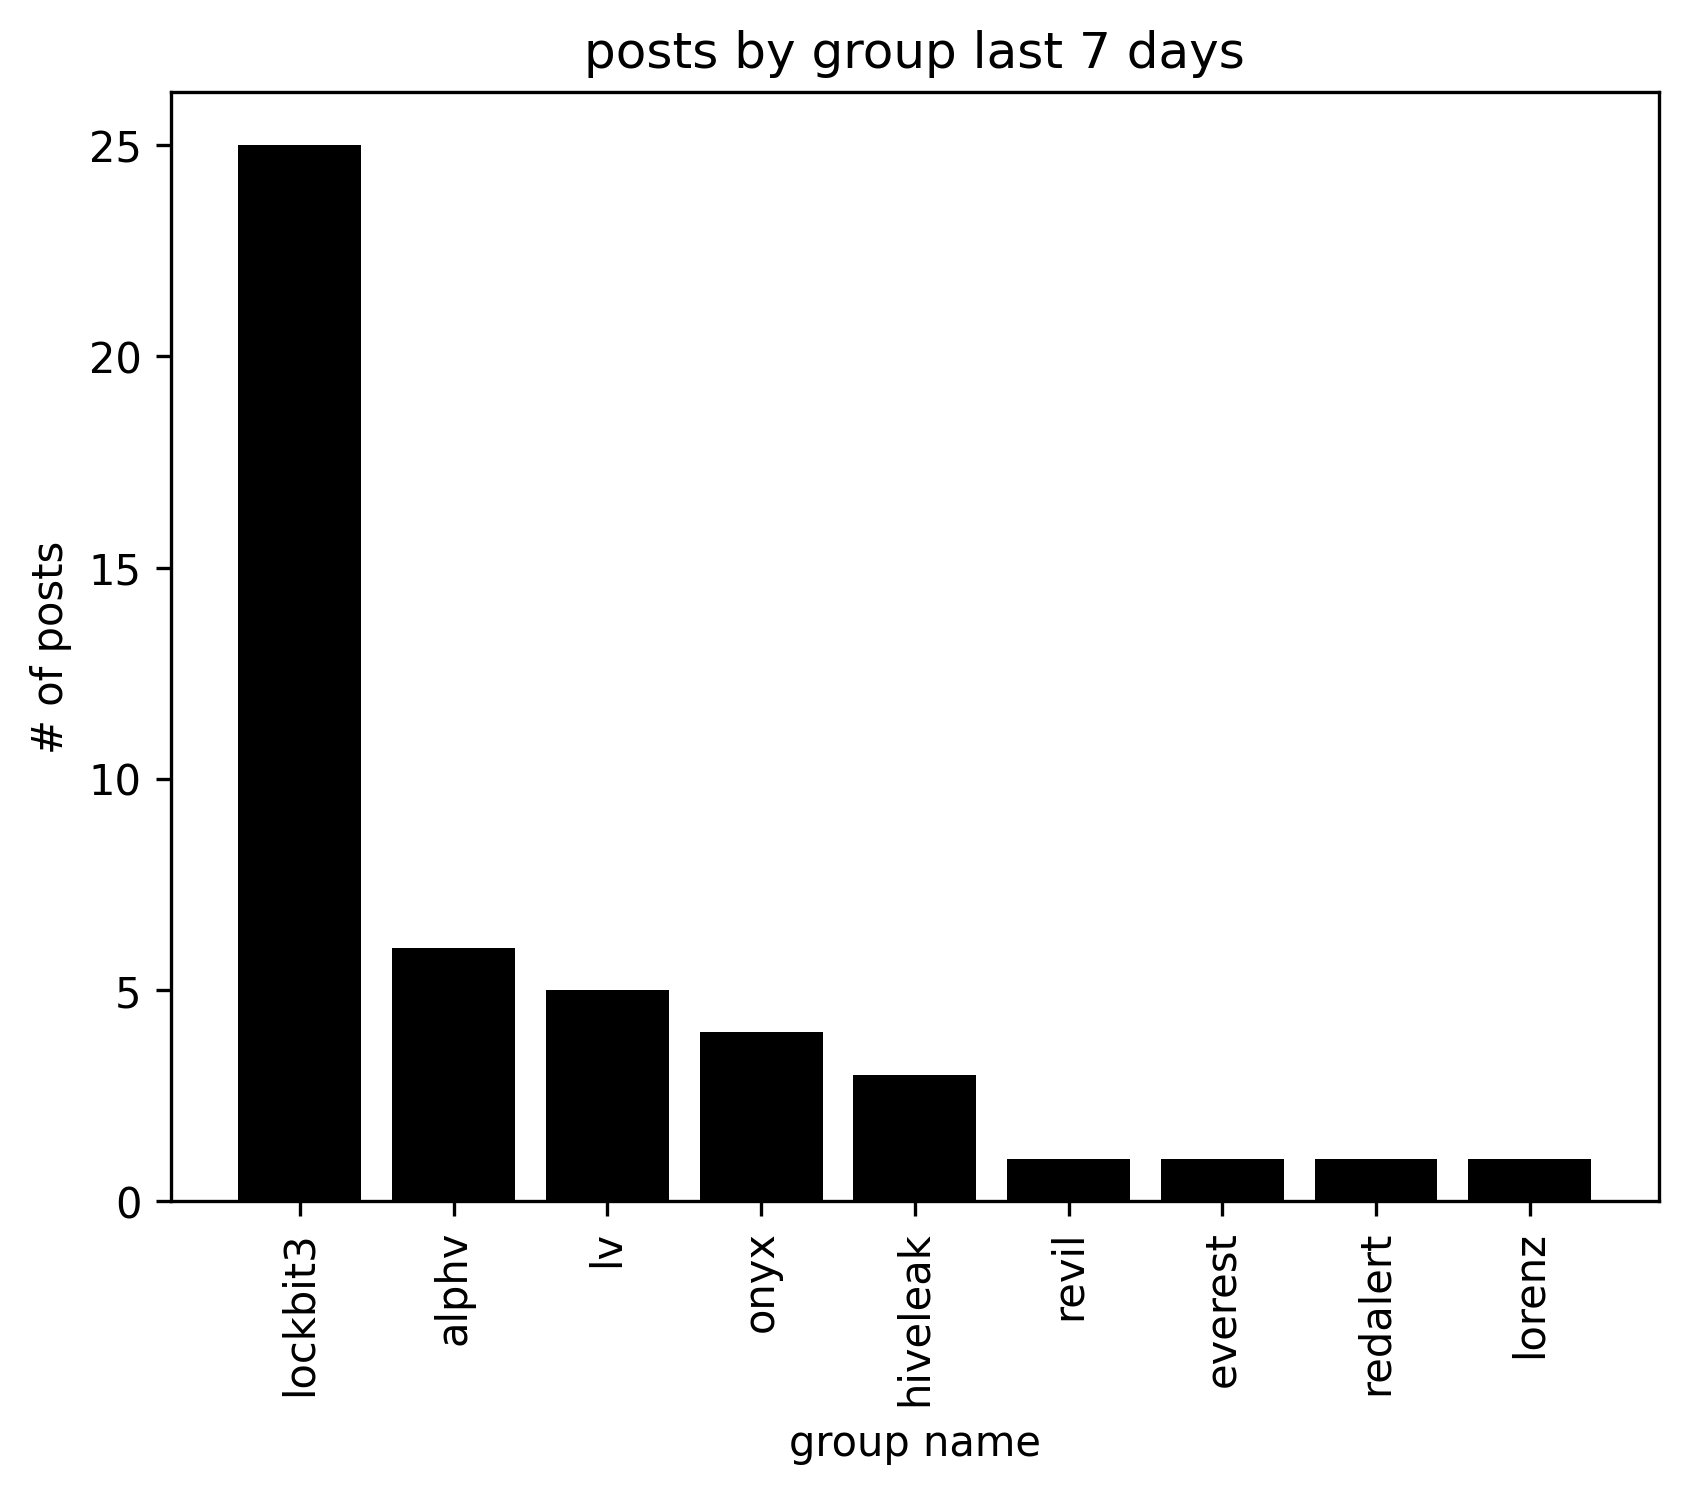 posts by group last 7 days
25
20
15
10
5
0
# of posts
lockbit3
alphv
lv
onyx
hiveleak
revil
everest
redalert
lorenz
group name